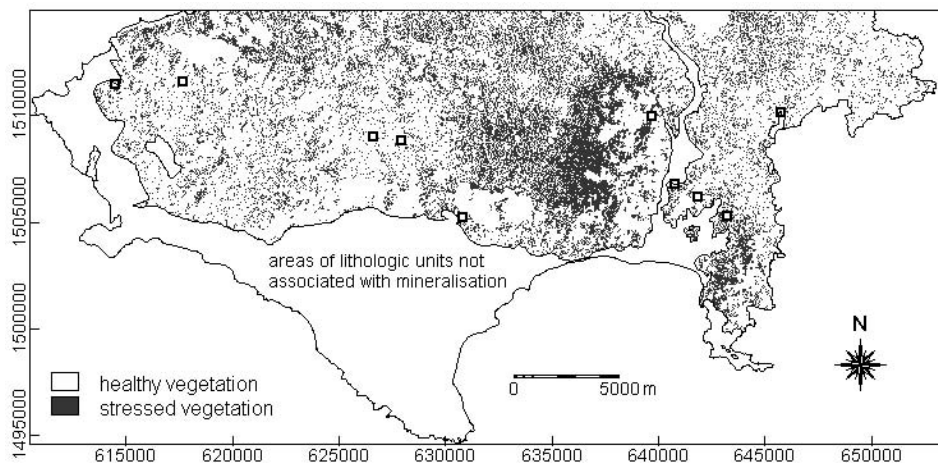 1510000
1505000
1500000
1495000
areas of lithologic units not
associated with mineralisation
N
healthy vegetation
stressed vegetation
0 5000 m
615000 620000 625000 630000 635000 640000 645000 650000